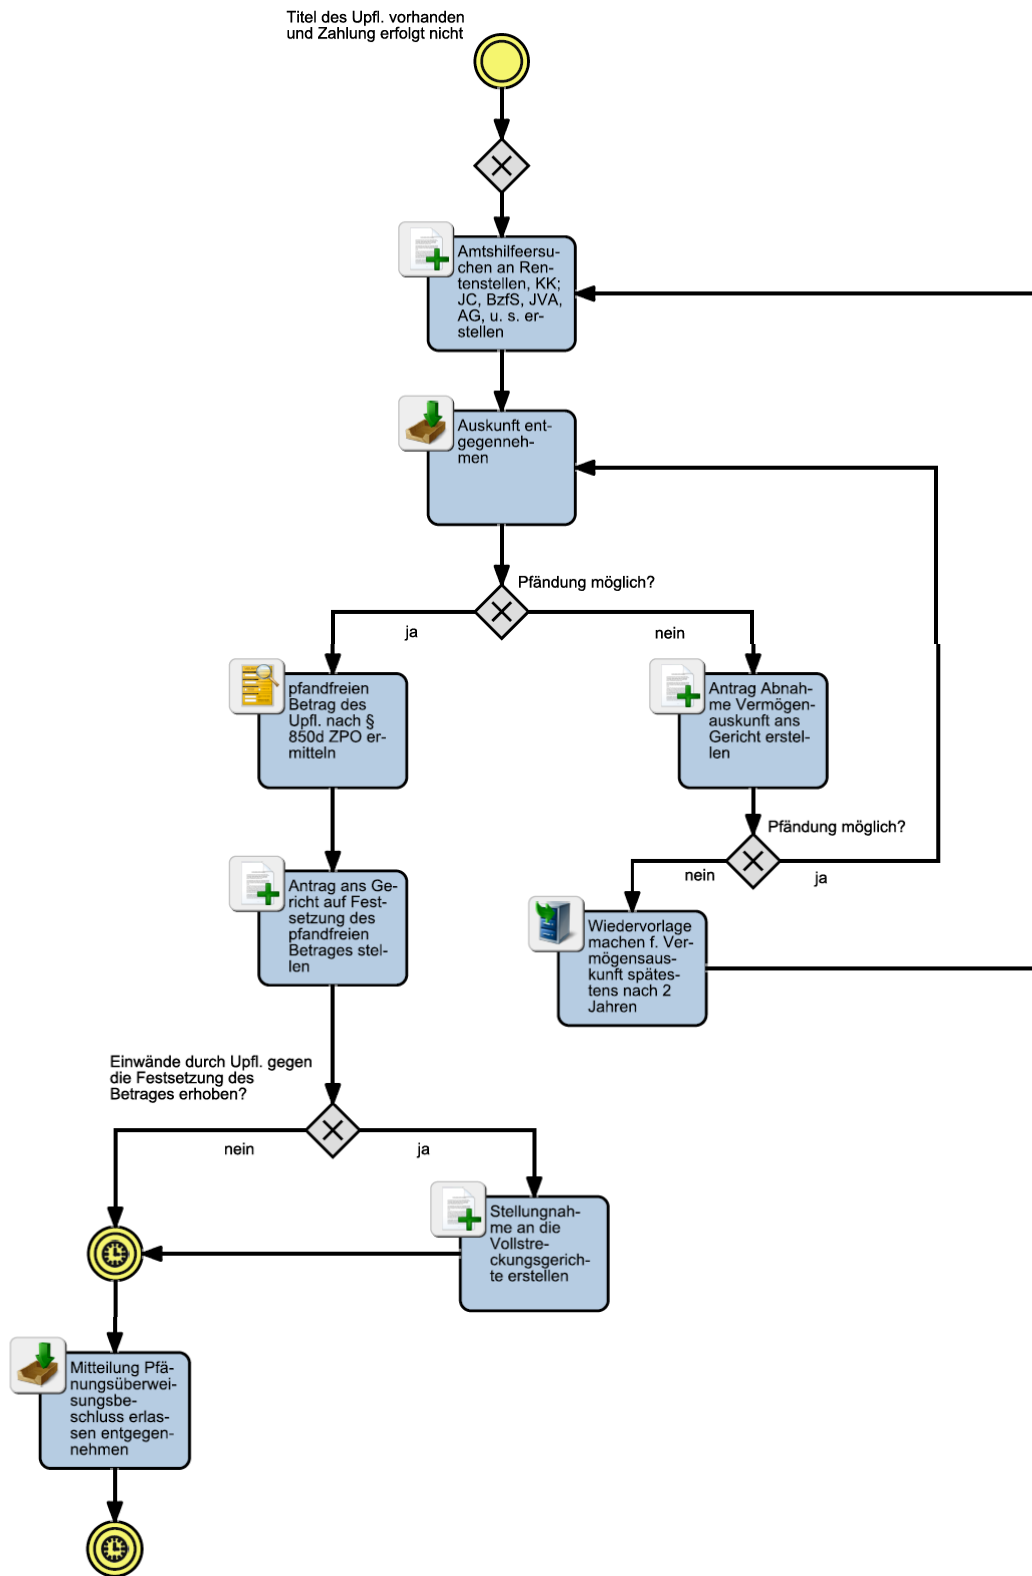 Titel des Upfl. vorhanden
und Zahlung erfolgt nicht
Amtshilfeersu-
chen an Ren-
tenstellen, KK;
JC, BzfS, JVA,
AG, u. s. er-
stellen
Auskunft ent-
gegenneh-
men
Pfändung möglich?
ja
nein
pfandfreien
Betrag des
Upfl. nach §
850d ZPO er-
mitteln
Antrag Abnah-
me Vermögen-
auskunft ans
Gericht erstel-
len
Pfändung möglich?
nein
ja
Antrag ans Ge-
richt auf Fest-
setzung des
pfandfreien
Betrages stel-
len
Wiedervorlage
machen f. Ver-
mögensaus-
kunft spätes-
tens nach 2
Jahren
Einwände durch Upfl. gegen
die Festsetzung des
Betrages erhoben?
nein
ja
Stellungnah-
me an die
Vollstre-
ckungsgerich-
te erstellen
Mitteilung Pfä-
nungsüberwei-
sungsbe-
schluss erlas-
sen entgegen-
nehmen